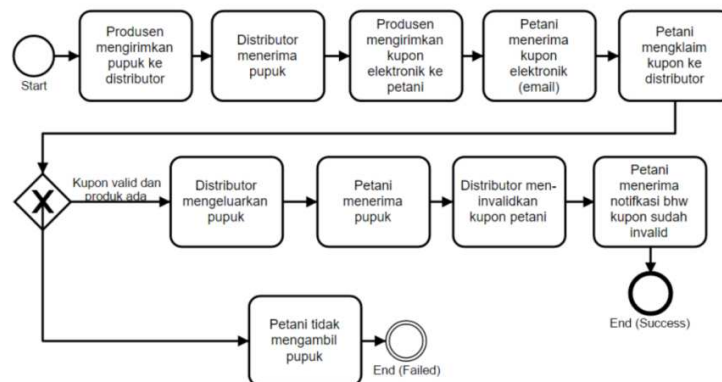 Produsen
mengirimkan
pupuk ke
distributor
Distributor
menerima
pupuk
Produsen
mengirimkan
kupon
elektronik ke
petani
Petani
menerima
kupon
elektronik
(email)
Petani
mengklaim
kupon ke
distributor
Start
X
Kupon valid dan
produk ada
Distributor
mengeluarkan
pupuk
Petani
menerima
pupuk
Distributor men-
invalidkan
kupon petani
Petani
menerima
notifkasi bhw
kupon sudah
invalid
End (Success)
Petani tidak
mengambil
pupuk
End (Failed)